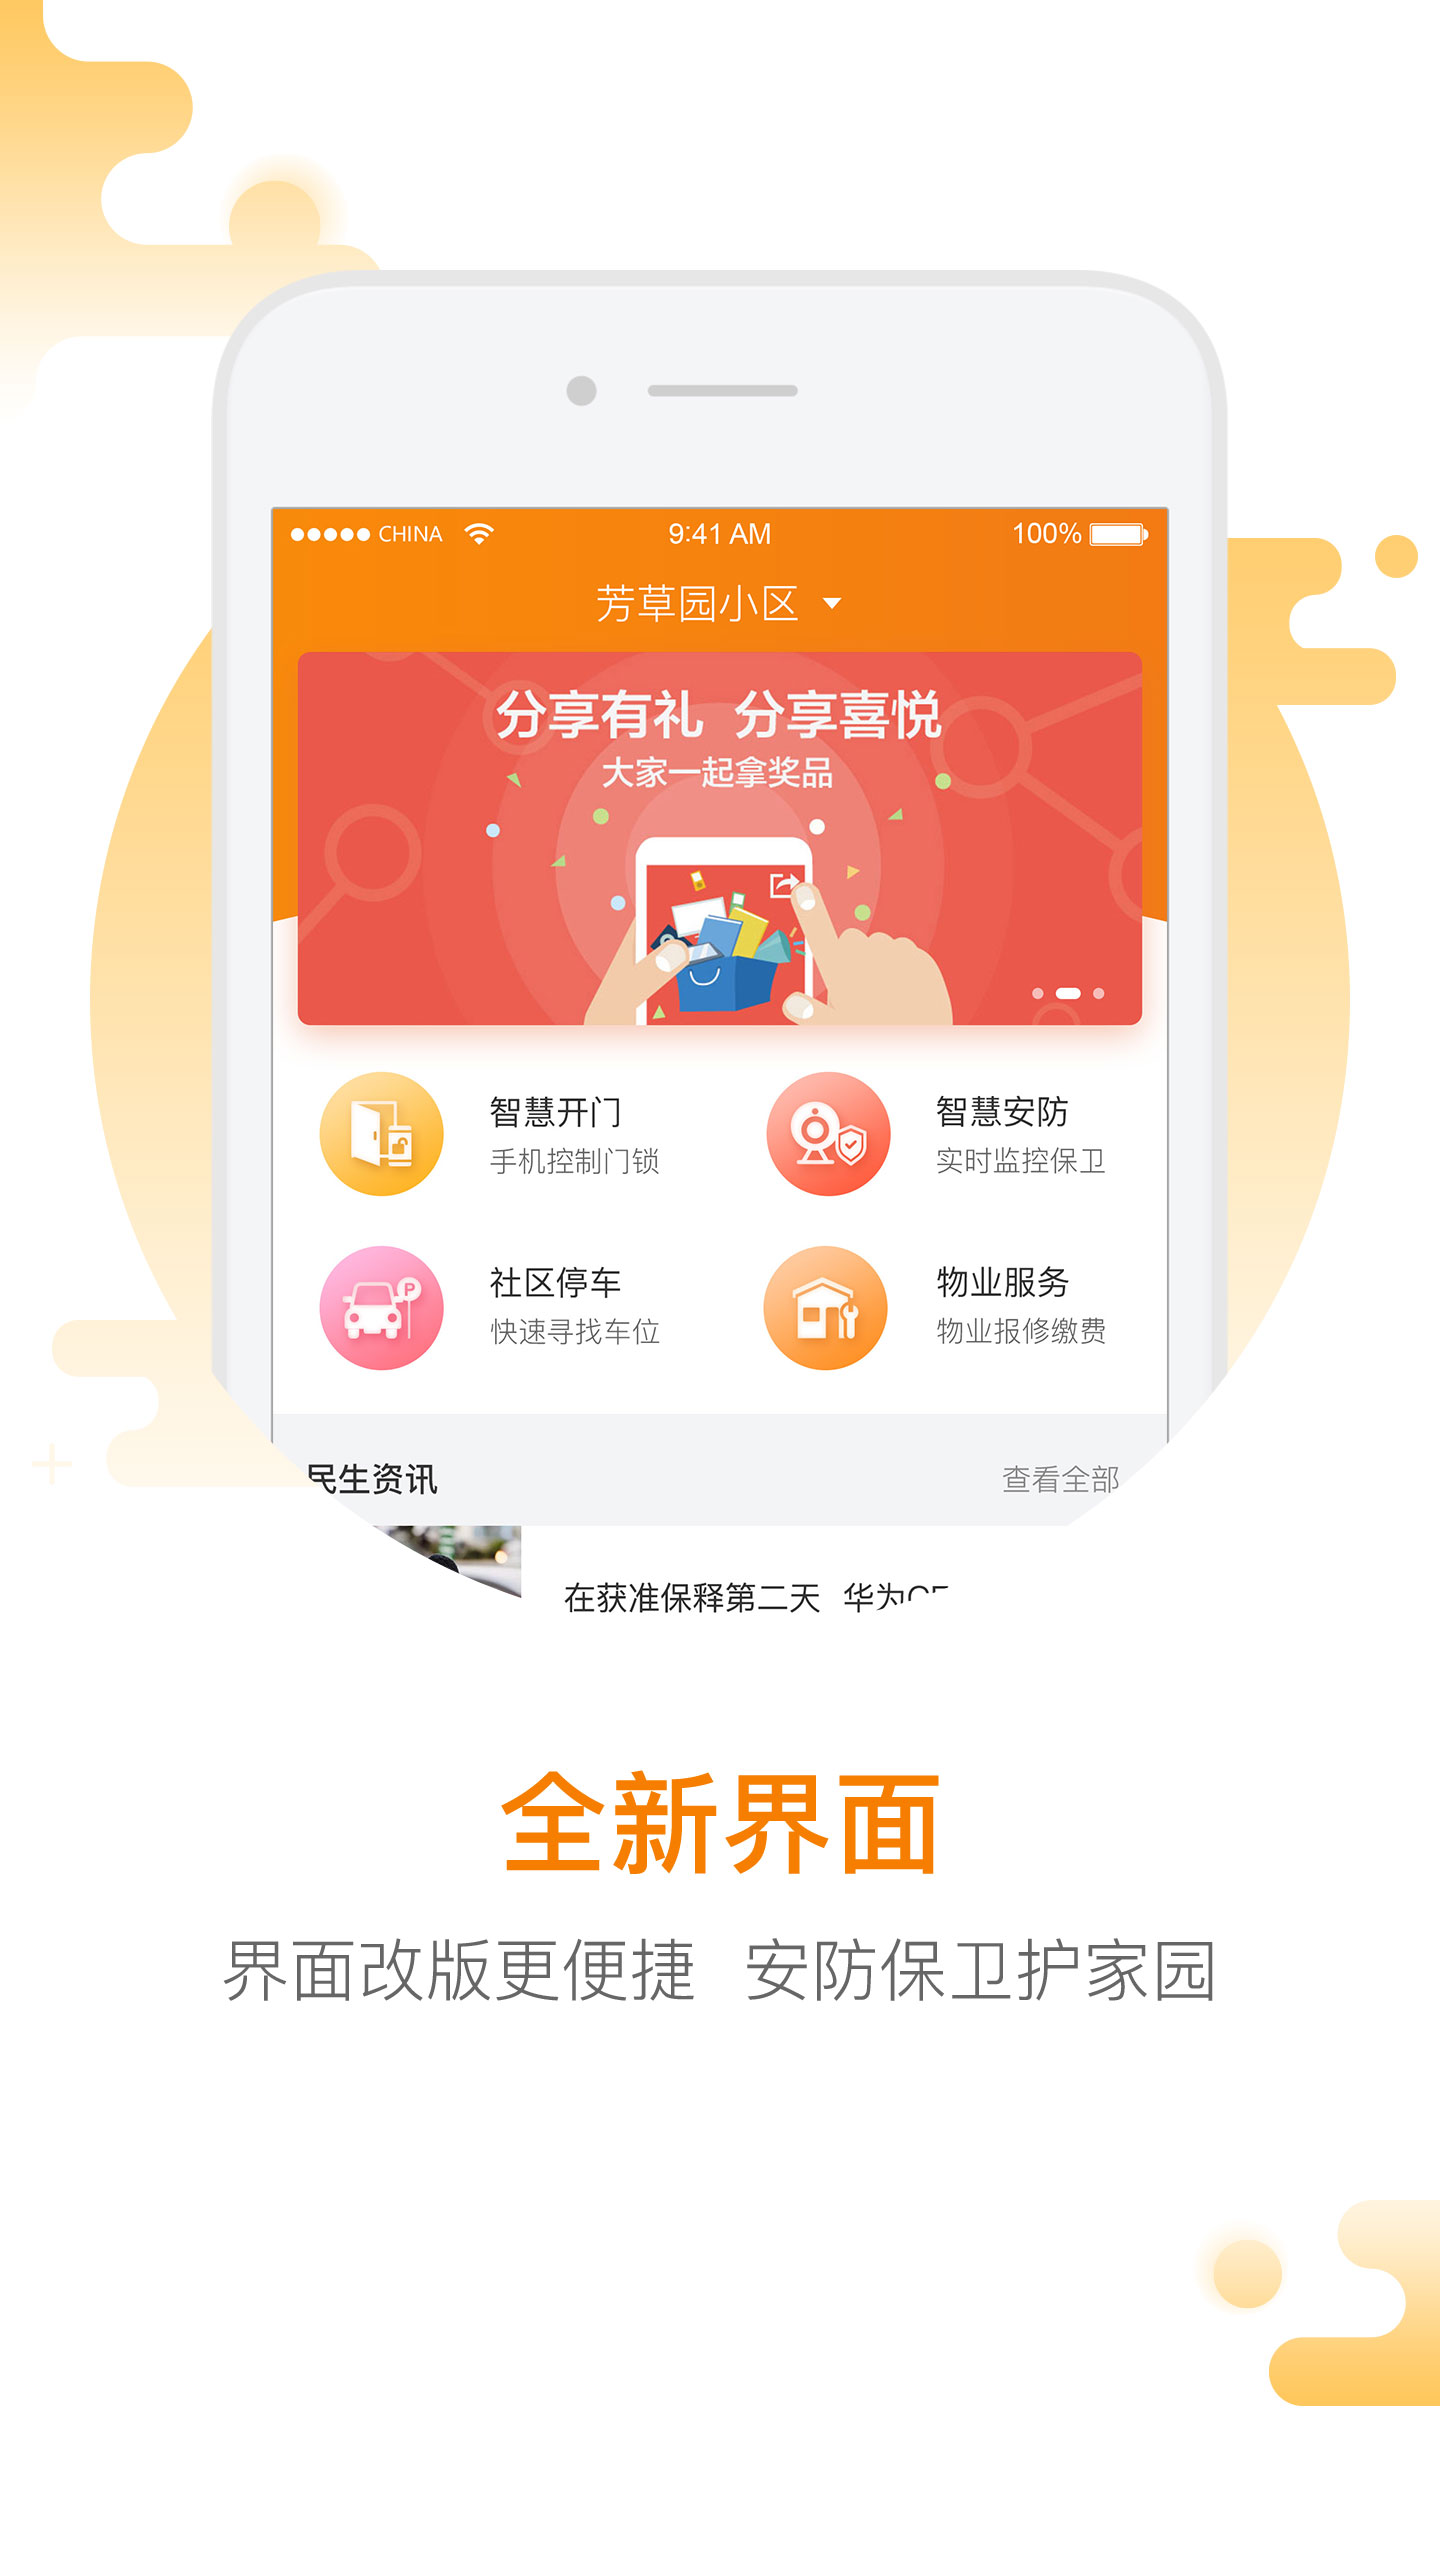 CHINA 9:41 AM 100%
芳草园小区
分享有礼 分享喜悦
大家一起拿奖品
智慧开门 智慧安防
手机控制门锁 实时监控保卫
社区停车 物业服务
快速寻找车位 物业报修缴费
民生资讯 查看全部
在获准保释第二天 华为
全新界面
界面改版更便捷 安防保卫护家园